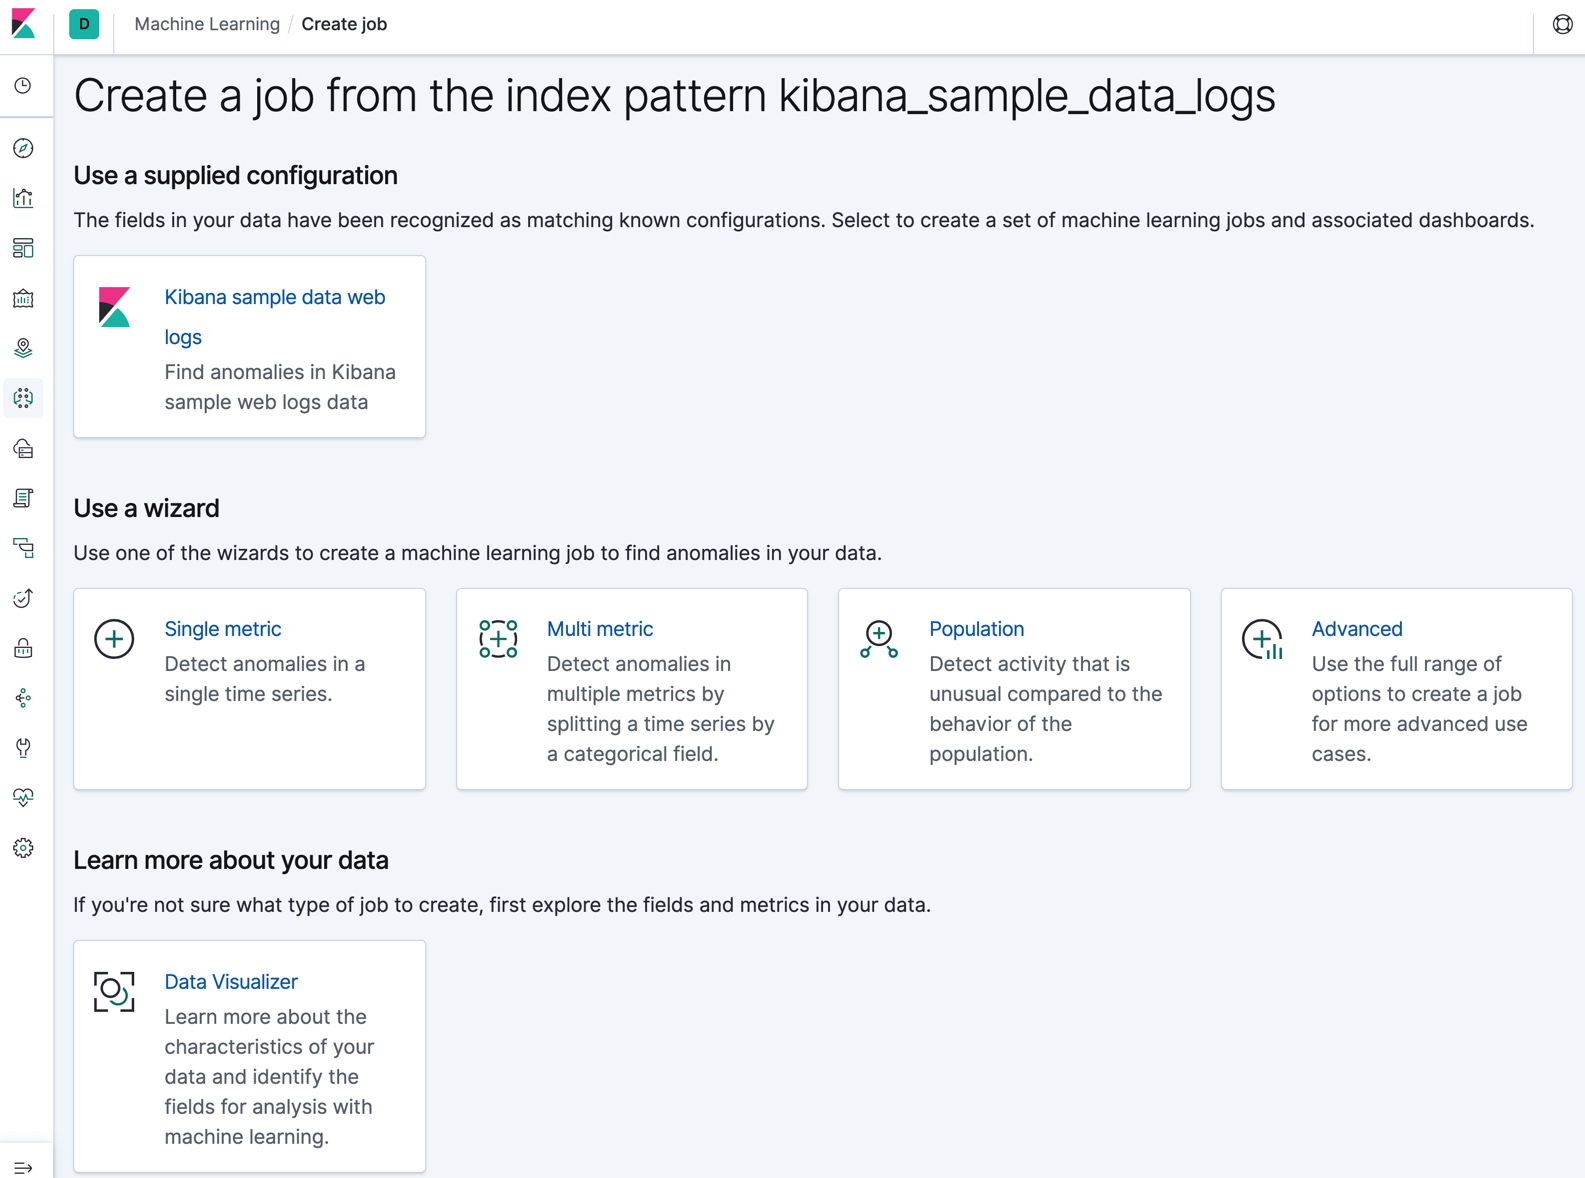 D
Machine Learning / Create job
Create a job from the index pattern kibana_sample_data_logs
Use a supplied configuration
The fields in your data have been recognized as matching known configurations. Select to create a set of machine learning jobs and associated dashboards.
Kibana sample data web
logs
Find anomalies in Kibana
sample web logs data
Use a wizard
Use one of the wizards to create a machine learning job to find anomalies in your data.
Single metric
Detect anomalies in a
single time series.
Multi metric
Detect anomalies in
multiple metrics by
splitting a time series by
a categorical field.
Population
Detect activity that is
unusual compared to the
behavior of the
population.
Advanced
Use the full range of
options to create a job
for more advanced use
cases.
Learn more about your data
If you're not sure what type of job to create, first explore the fields and metrics in your data.
Data Visualizer
Learn more about the
characteristics of your
data and identify the
fields for analysis with
machine learning.